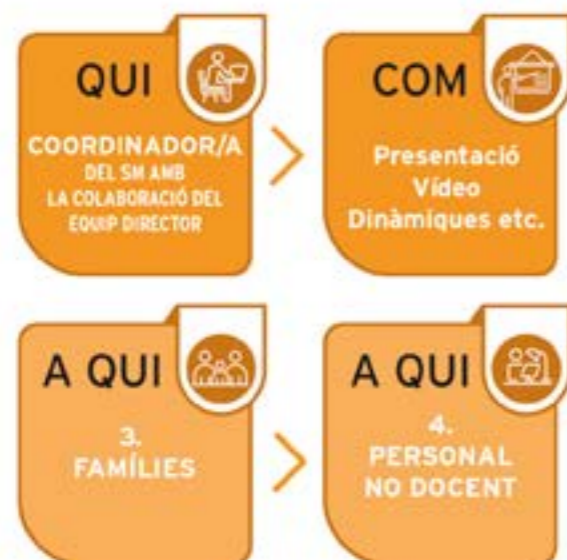 QUI
COORDINADOR/A
DEL SM AMB
LA COLABORACIÓ DEL
EQUIP DIRECTOR
COM
Presentació
Vídeo
Dinàmiques etc.
A QUI
3.
FAMÍLIES
A QUI
4.
PERSONAL
NO DOCENT